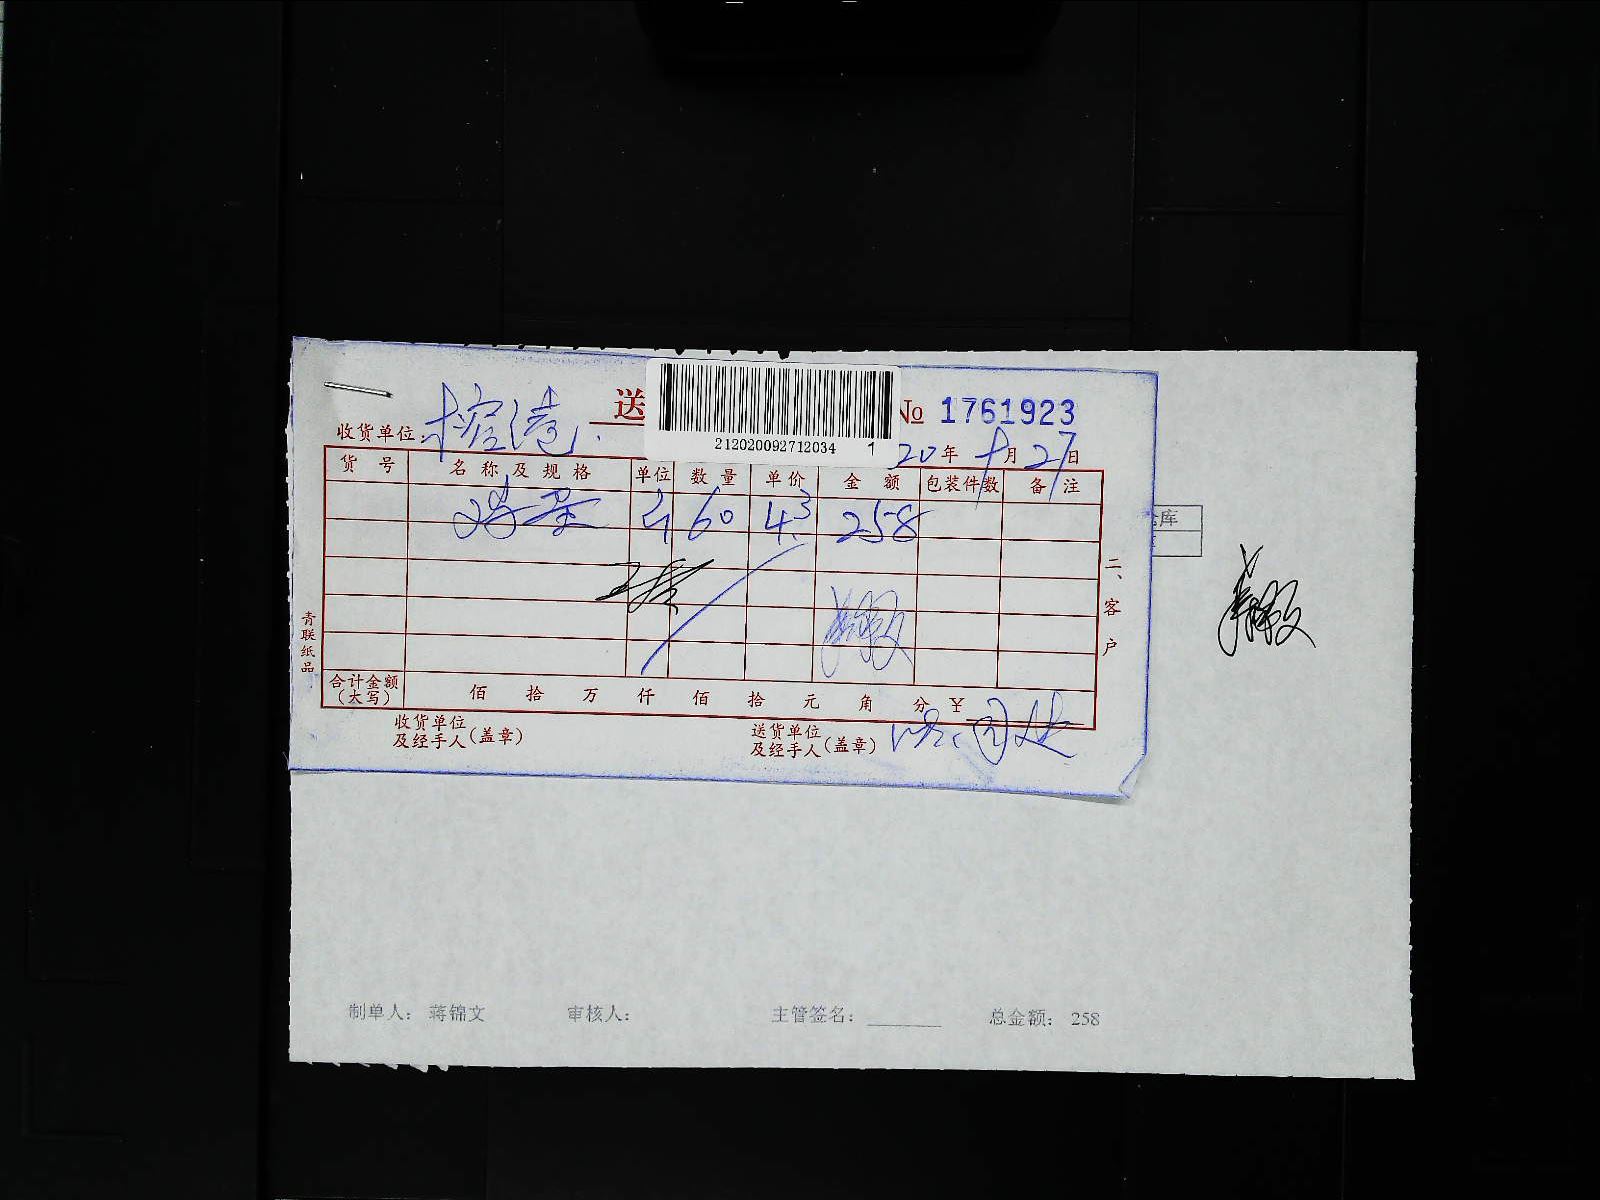 送 № 1761923
212020092712034 1
收货单位: 20年 月27日
货号 名称及规格 单位 数量 单价 金额 包装件数 备注
鸡蛋 斤 60 4.3 258
二、客户
青联纸品
合计金额(大写) 佰 拾 万 仟 佰 拾 元 角 分 ¥
收货单位及经手人(盖章) 送货单位及经手人(盖章)
库
制单人: 蒋锦文 审核人: 主管签名: 总金额: 258